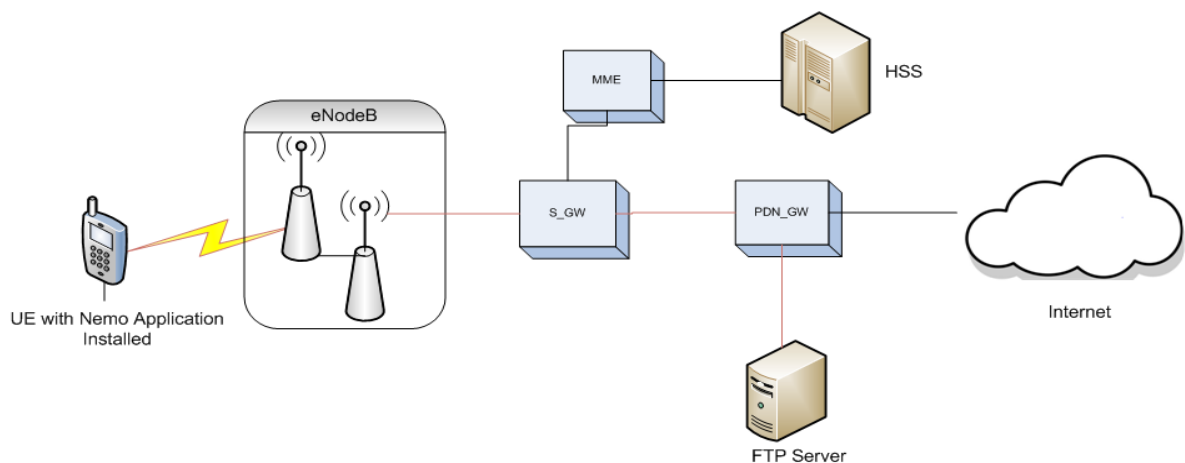 MME
HSS
eNodeB
S_GW
PDN_GW
UE with Nemo Application
Installed
Internet
FTP Server